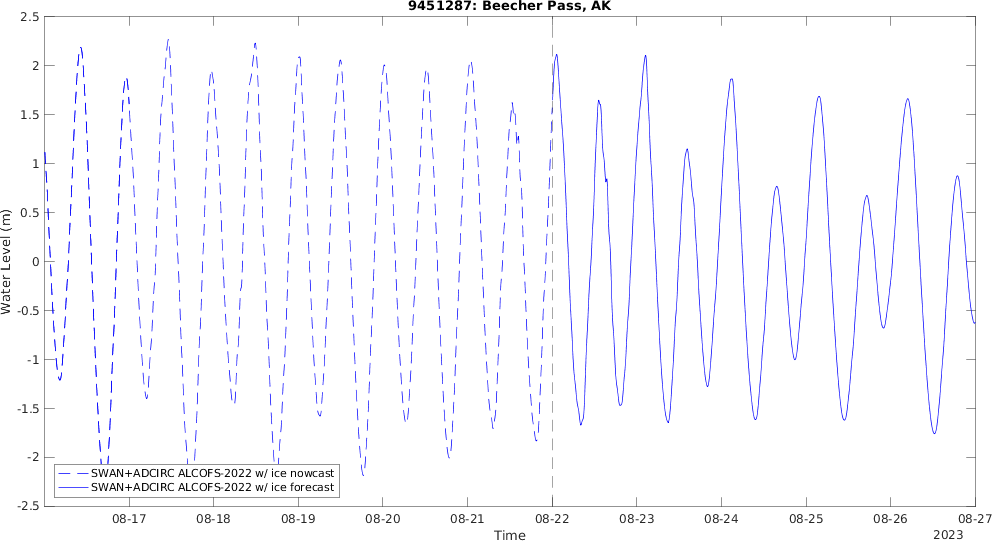 9451287: Beecher Pass, AK
2.5
2
1.5
1
0.5
0
-0.5
-1
-1.5
-2
-2.5
Water Level (m)
SWAN+ADCIRC ALCOFS-2022 w/ ice nowcast
SWAN+ADCIRC ALCOFS-2022 w/ ice forecast
08-17 08-18 08-19 08-20 08-21 08-22 08-23 08-24 08-25 08-26 08-27
Time
2023